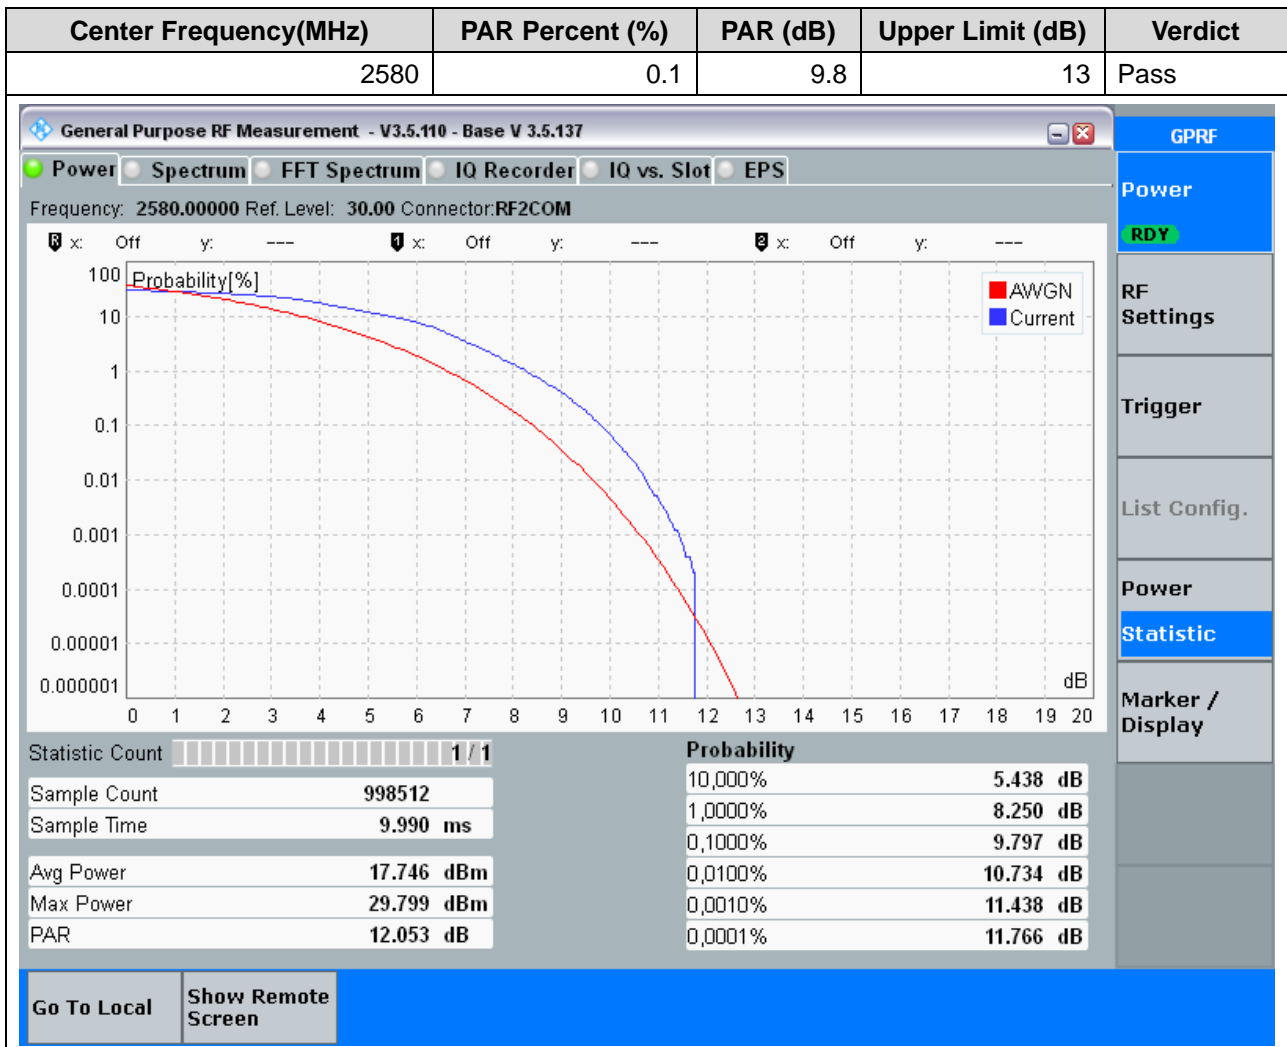 Center Frequency(MHz) PAR Percent (%) PAR (dB) Upper Limit (dB) Verdict
2580 0.1 9.8 13 Pass
General Purpose RF Measurement - V3.5.110 - Base V 3.5.137
GPRF
Power Spectrum FFT Spectrum IQ Recorder IQ vs. Slot EPS
Frequency: 2580.00000 Ref. Level: 30.00 Connector:RF2COM
Power
RDY
R x: Off y: --- 1 x: Off y: --- 2 x: Off y: ---
Probability[%]
AWGN
Current
100
10
1
0.1
0.01
0.001
0.0001
0.00001
0.000001
dB
0 1 2 3 4 5 6 7 8 9 10 11 12 13 14 15 16 17 18 19 20
RF
Settings
Trigger
List Config.
Power
Statistic
Marker /
Display
Statistic Count 1 / 1
Sample Count 998512
Sample Time 9.990 ms
Avg Power 17.746 dBm
Max Power 29.799 dBm
PAR 12.053 dB
Probability
10,000% 5.438 dB
1,0000% 8.250 dB
0,1000% 9.797 dB
0,0100% 10.734 dB
0,0010% 11.438 dB
0,0001% 11.766 dB
Go To Local
Show Remote
Screen